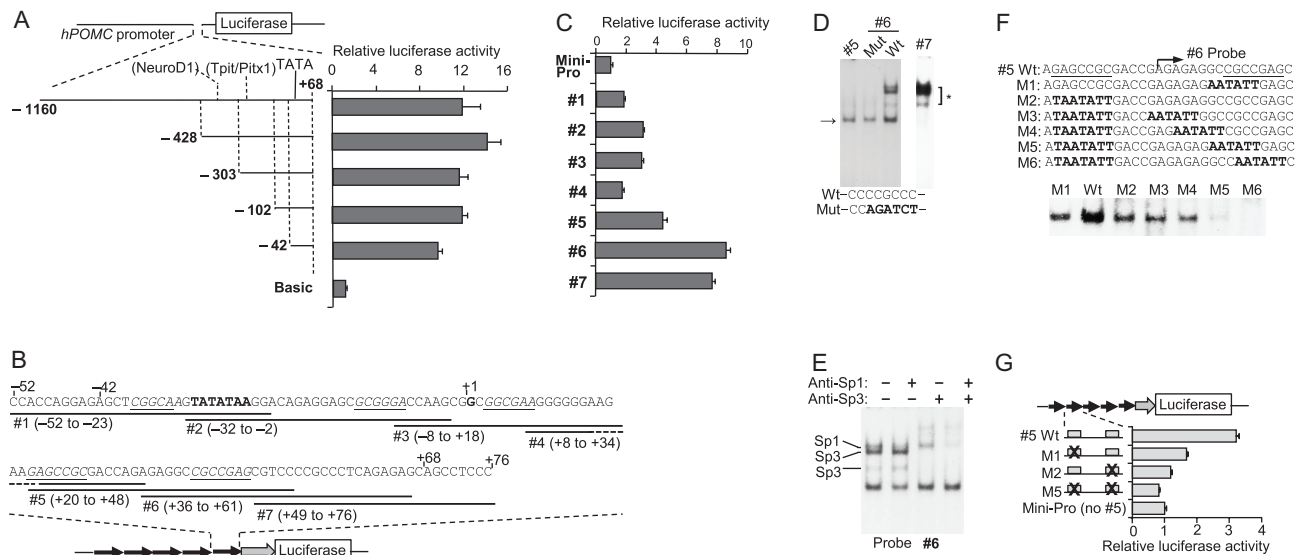 A
hPOMC promoter
Luciferase
Relative luciferase activity
0 4 8 12 16
(NeuroD1)
(Tpit/Pitx1)
TATA
+68
– 1160
– 428
– 303
– 102
– 42
Basic
B
–52
–42
+1
CCACCAGGAGAGCTCGGCAAGTATATAAGGACAGAGGAGCGCGGGACCAAGCGGCGGCGAAGGGGGGAAG
#1 (–52 to –23)
#2 (–32 to –2)
#3 (–8 to +18)
#4 (+8 to +34)
+68
+76
AAGAGCCGCGACCAGAGAGGCCGCCGAGCGTCCCCGCCCTCAGAGAGCAGCCTCCC
#5 (+20 to +48)
#6 (+36 to +61)
#7 (+49 to +76)
Luciferase
C
Relative luciferase activity
0 2 4 6 8 10
Mini-
Pro
#1
#2
#3
#4
#5
#6
#7
D
#6
#5
Mut
Wt
#7
→
*
Wt–CCCCGCCC–
Mut–CCAGATCT–
E
Anti-Sp1 – + – +
Anti-Sp3 – – + +
Sp1
Sp3
Sp3
Probe #6
F
#6 Probe
#5 Wt: AGAGCCGCGACCGAGAGAGGCCGCCGAGC
M1: AGAGCCGCGACCGAGAGAGAATATTGAGC
M2: ATAATATTGACCGAGAGAGGCCGCCGAGC
M3: ATAATATTGACCAATATTGGCCGCCGAGC
M4: ATAATATTGACCGAGAATATTCGCCGAGC
M5: ATAATATTGACCGAGAGAGAATATTGAGC
M6: ATAATATTGACCGAGAGAGGCCAATATTC
M1 Wt M2 M3 M4 M5 M6
G
Luciferase
#5 Wt
M1
M2
M5
Mini-Pro (no #5)
0 1 2 3 4
Relative luciferase activity